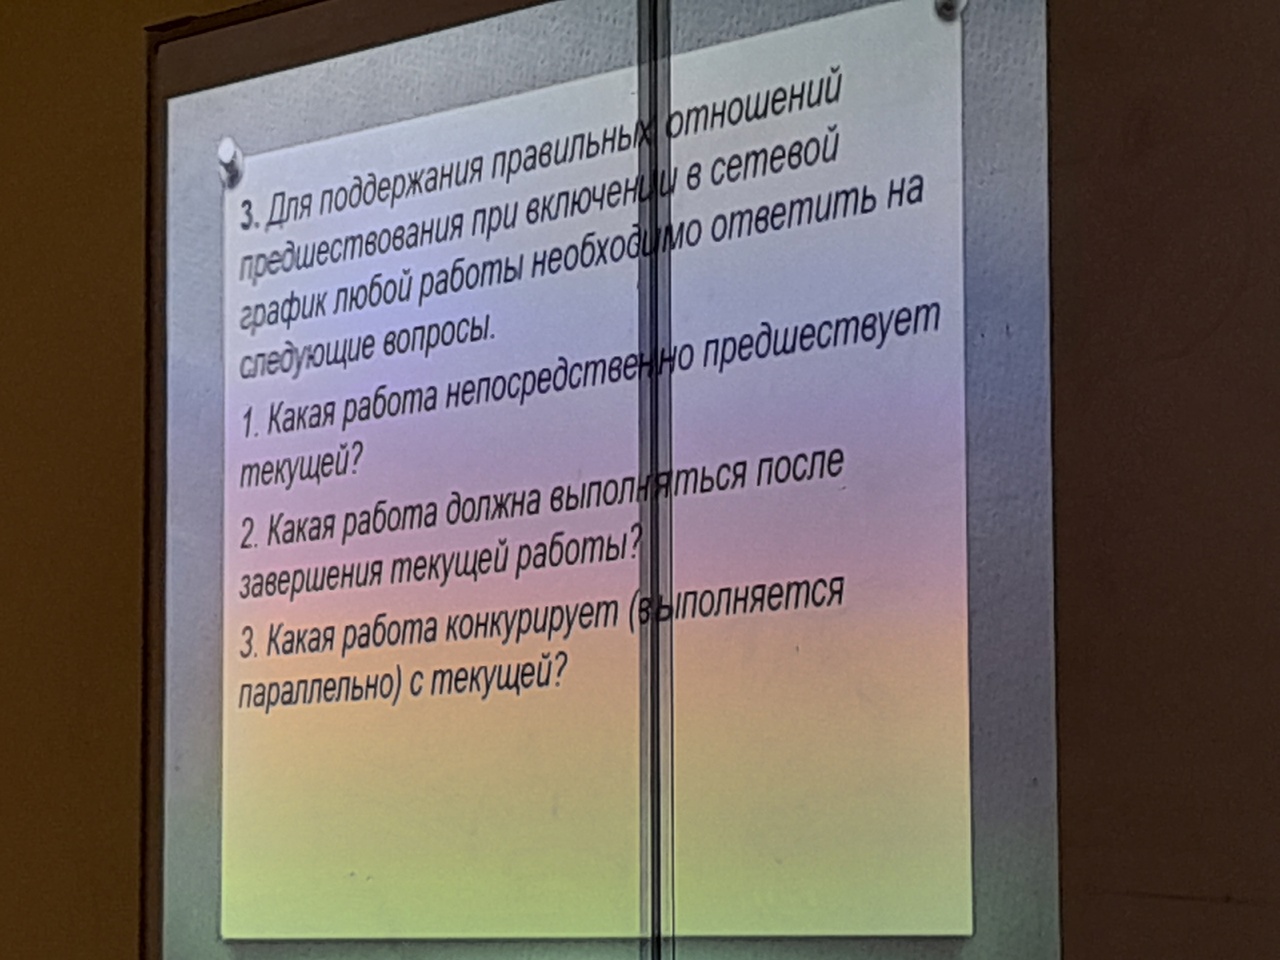 3. Для поддержания правильных отношений
предшествования при включении в сетевой
график любой работы необходимо ответить на
следующие вопросы.
1. Какая работа непосредственно предшествует
текущей?
2. Какая работа должна выполняться после
завершения текущей работы?
3. Какая работа конкурирует (выполняется
параллельно) с текущей?